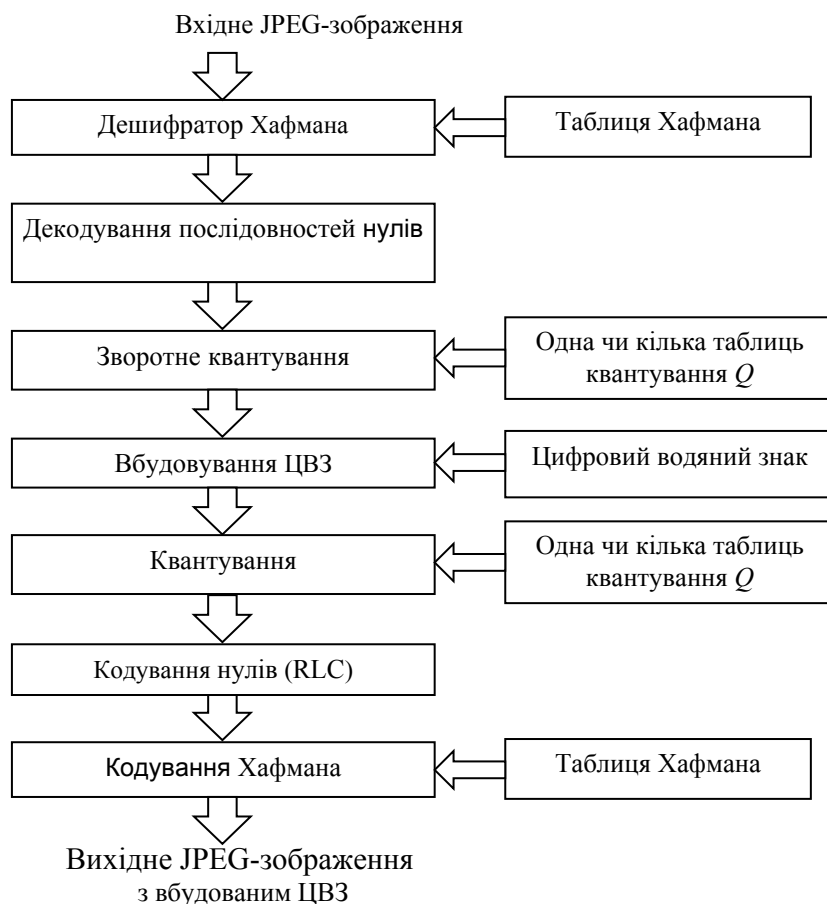 Вхідне JPEG-зображення
Дешифратор Хафмана
Таблиця Хафмана
Декодування послідовностей нулів
Зворотне квантування
Одна чи кілька таблиць
квантування Q
Вбудовування ЦВЗ
Цифровий водяний знак
Квантування
Одна чи кілька таблиць
квантування Q
Кодування нулів (RLC)
Кодування Хафмана
Таблиця Хафмана
Вихідне JPEG-зображення
з вбудованим ЦВЗ